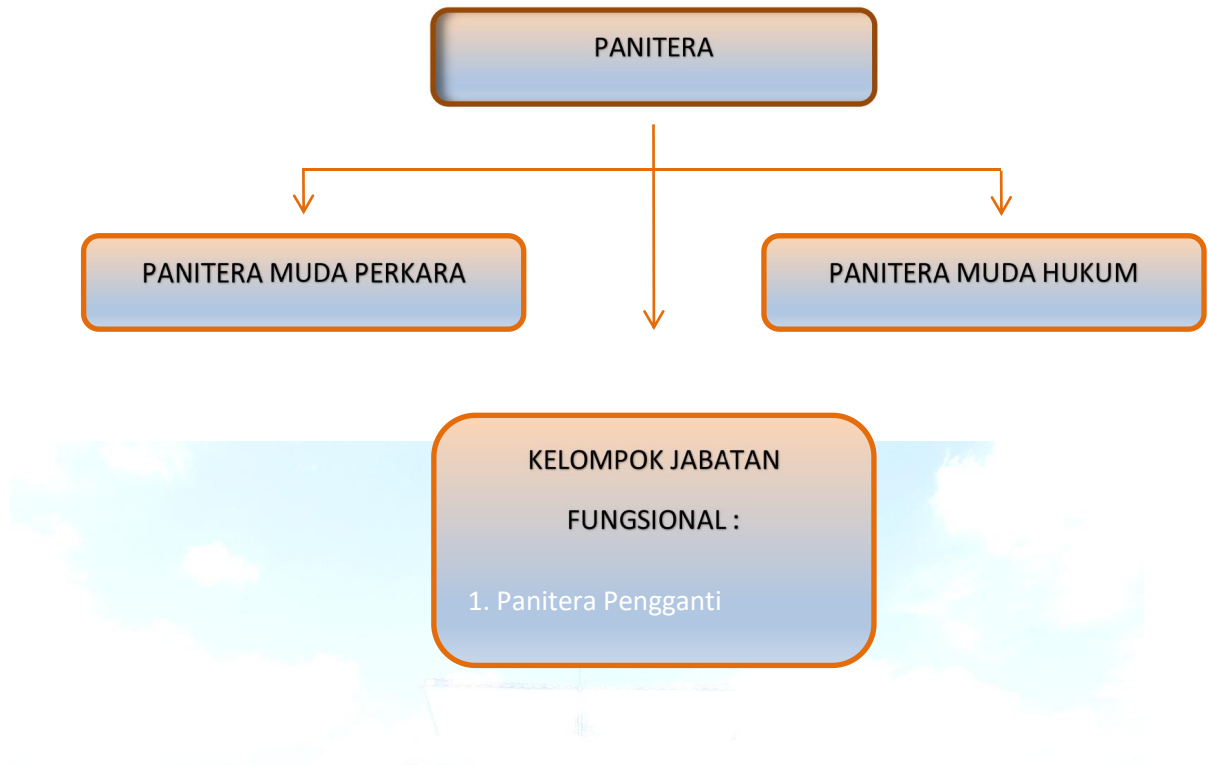 PANITERA
PANITERA MUDA PERKARA
PANITERA MUDA HUKUM
KELOMPOK JABATAN
FUNGSIONAL :
1. Panitera Pengganti